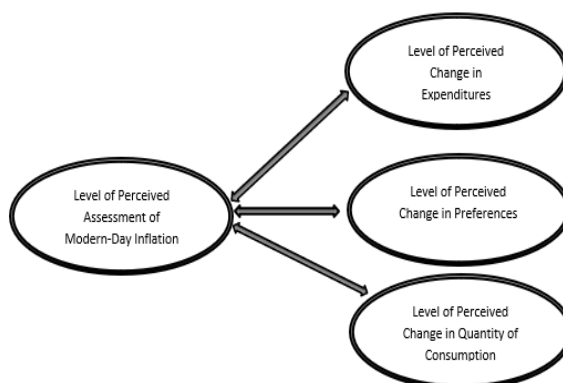 Level of Perceived
Change in
Expenditures
Level of Perceived
Assessment of
Modern-Day Inflation
Level of Perceived
Change in Preferences
Level of Perceived
Change in Quantity of
Consumption